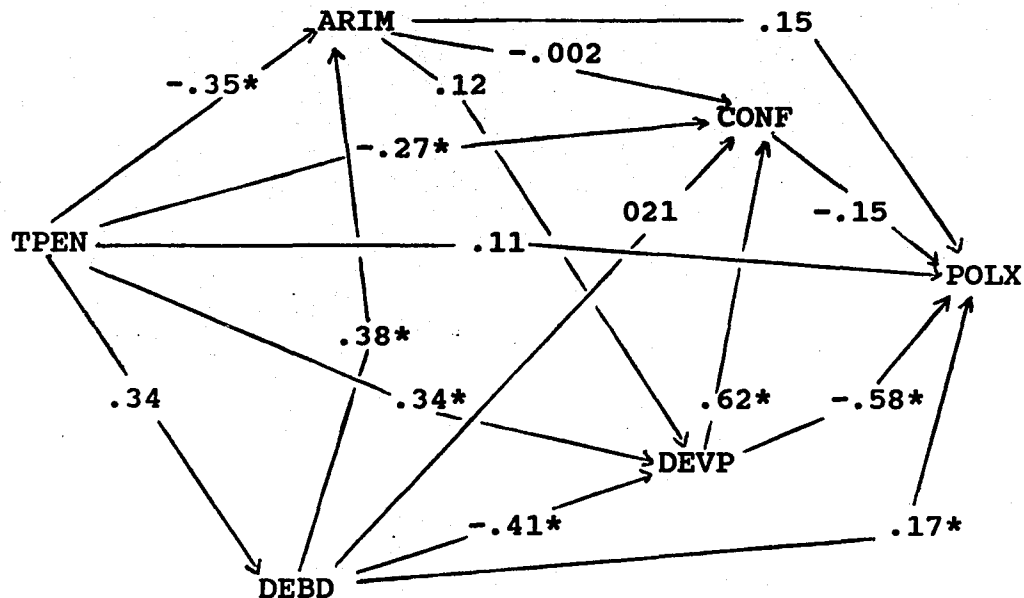 ARIM
.15
-.002
-.35*
.12
CONF
-.27*
021
-.15
TPEN
.11
POLX
.38*
.34
.34*
.62*
-.58*
DEVP
-.41*
.17*
DEBD